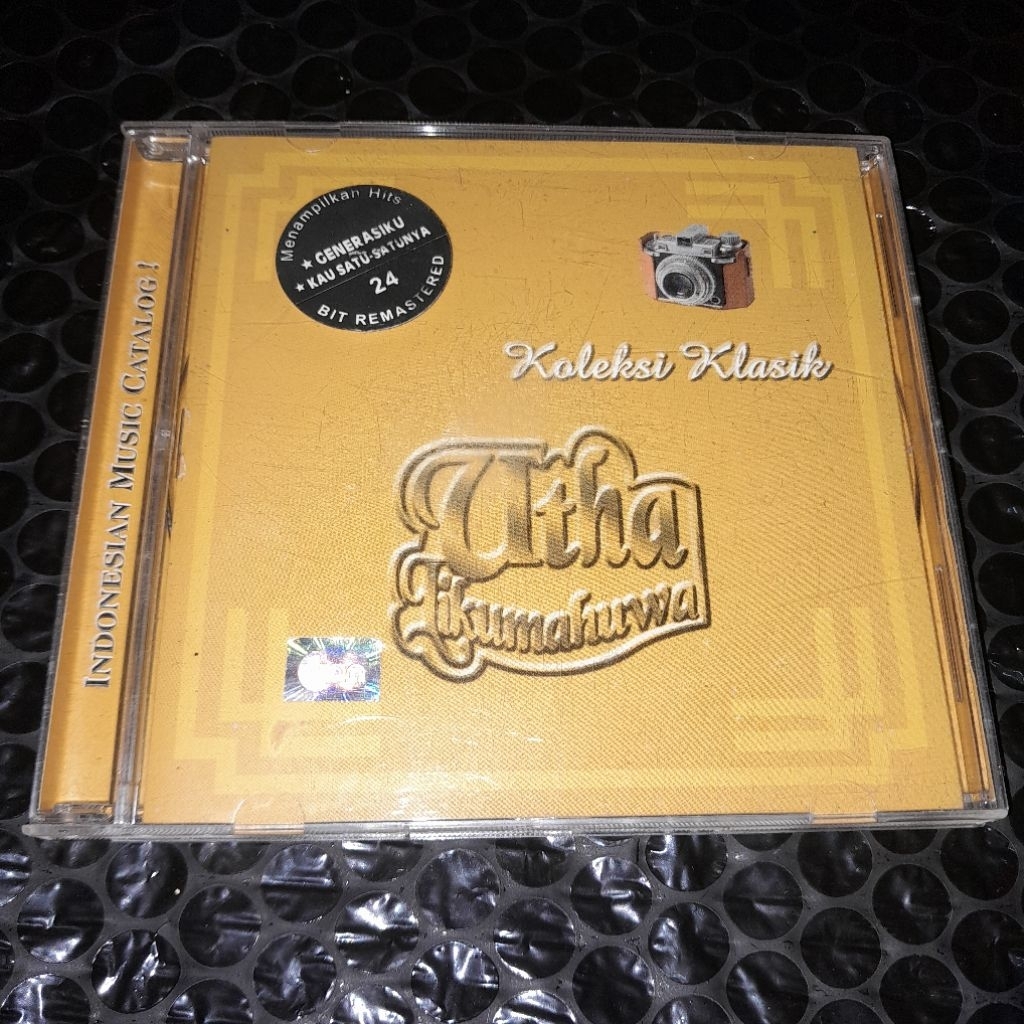 INDONESIAN MUSIC CATALOG!
Menampilkan Hits
★ GENERASIKU
★ KAU SATU-SATUNYA
24
BIT REMASTERED
Koleksi Klasik
Utha
Likumahuwa